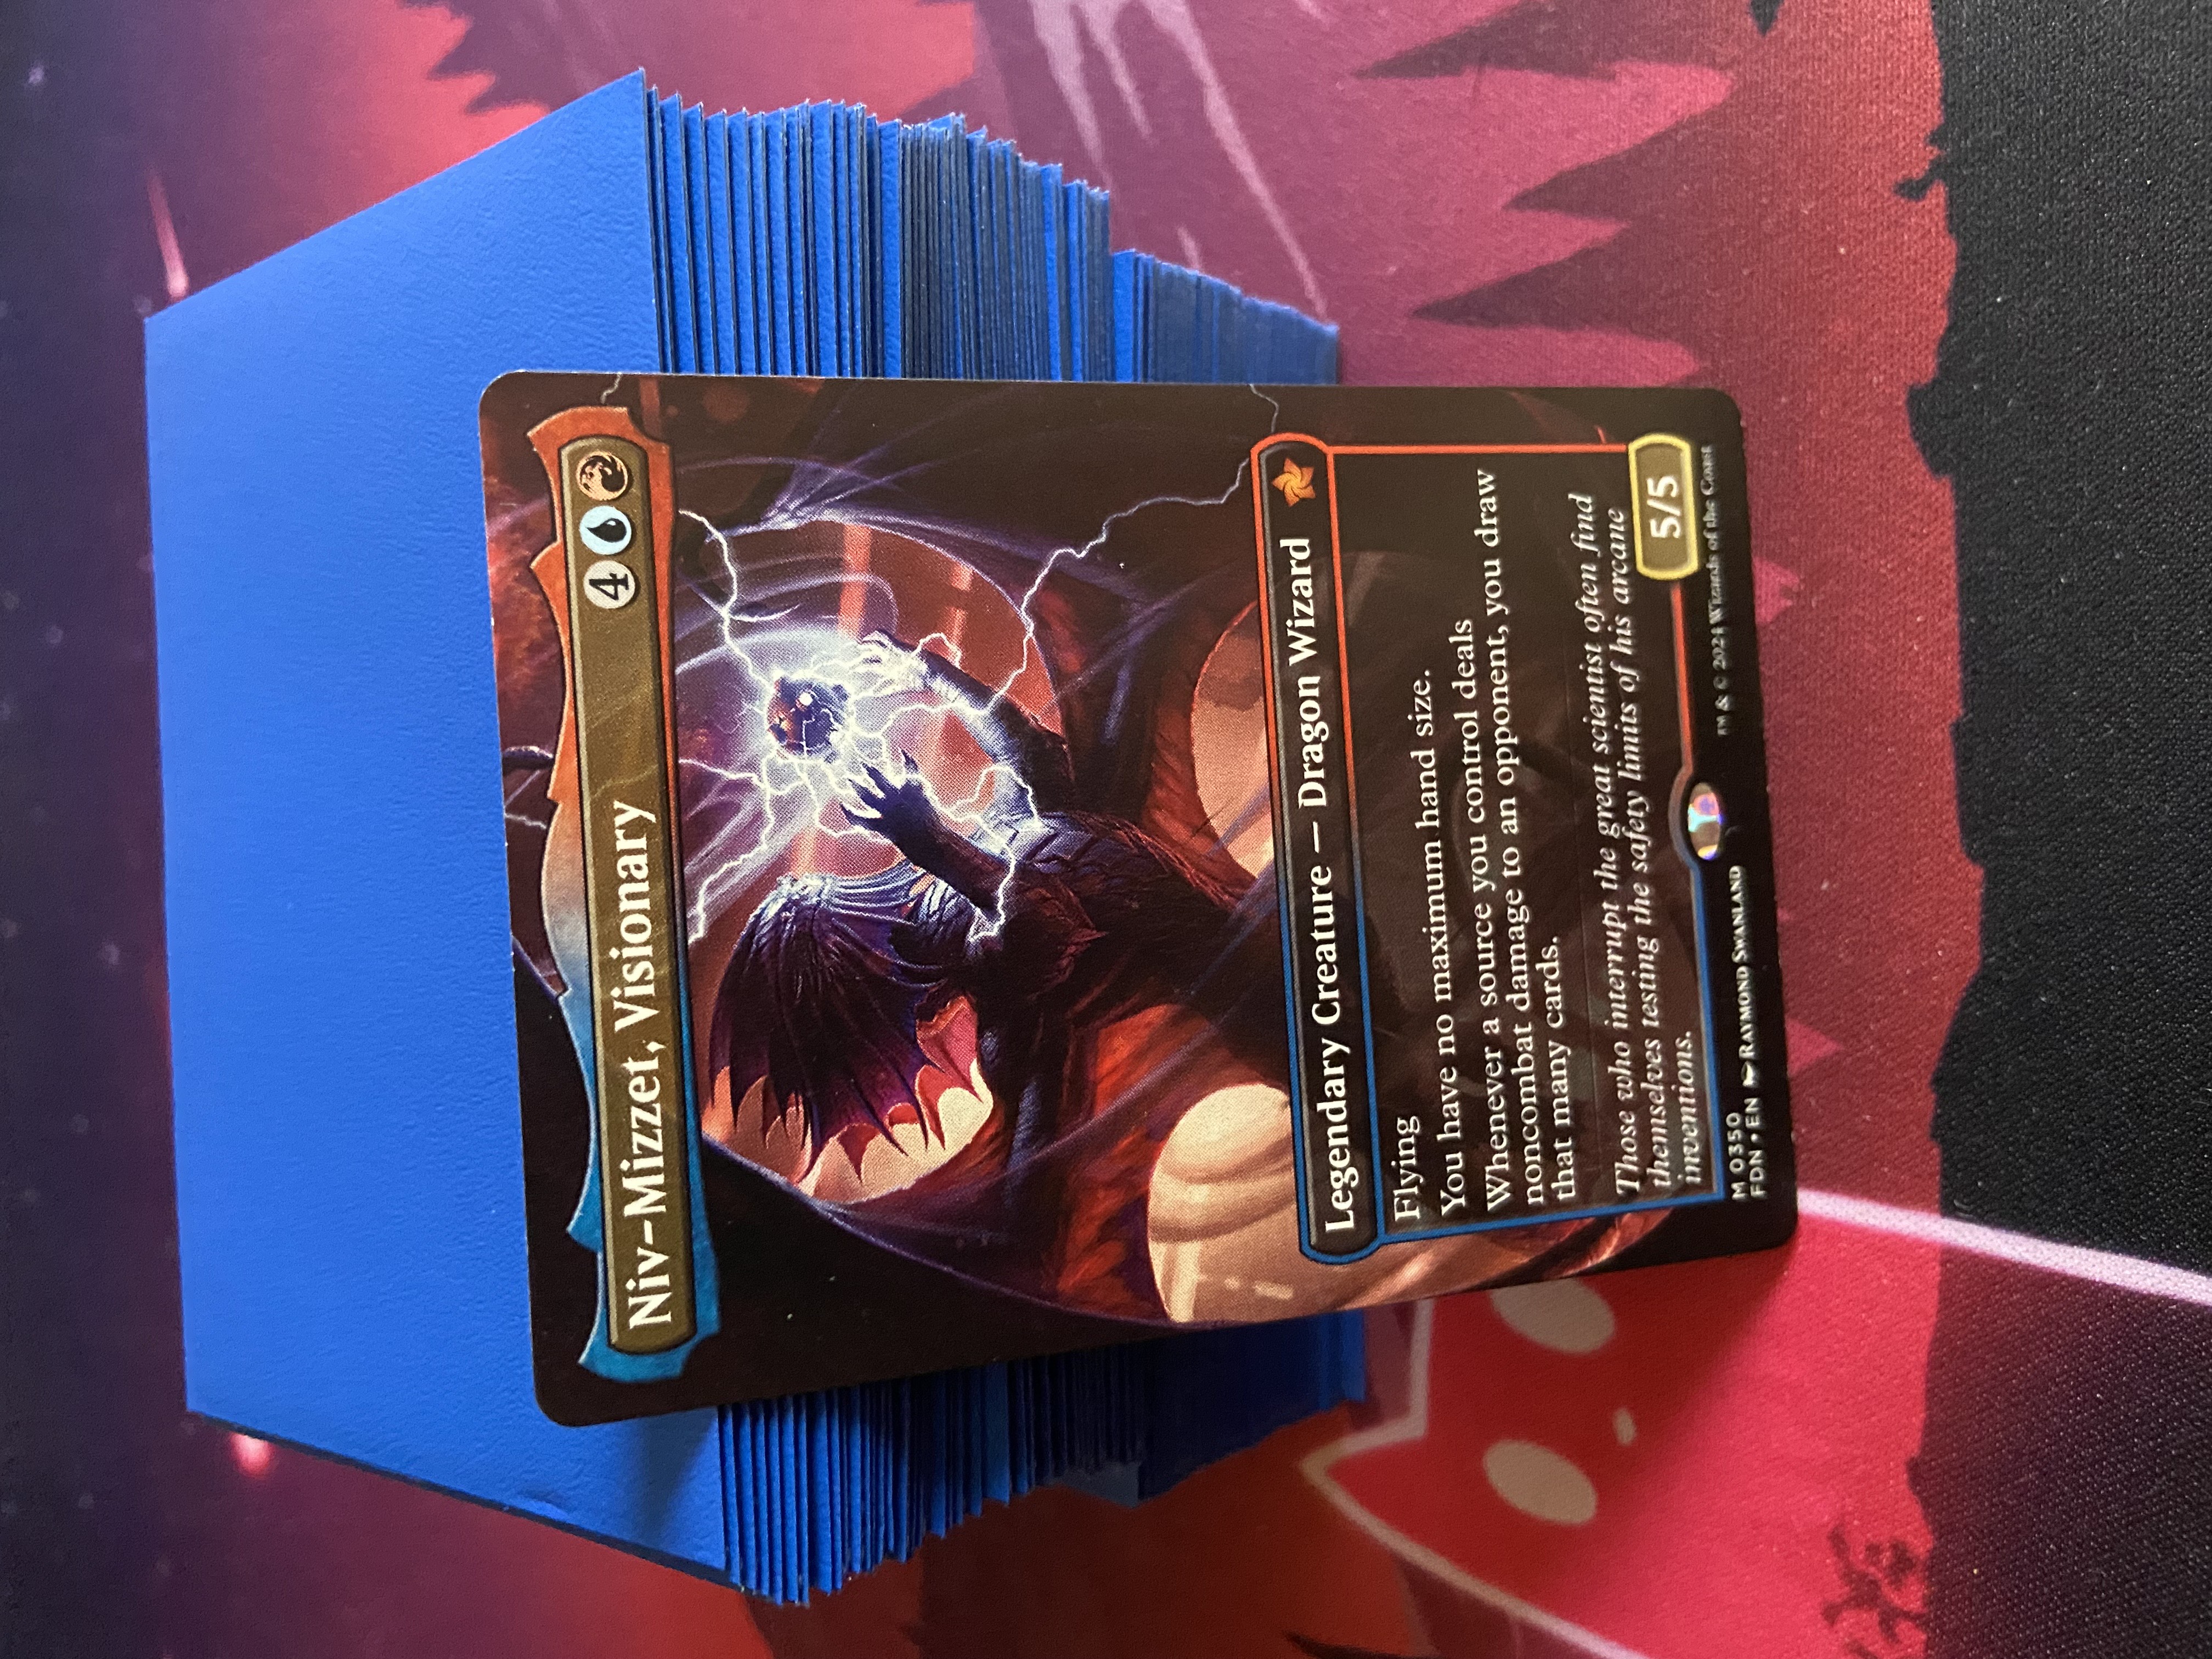 Niv-Mizzet, Visionary 4
Legendary Creature — Dragon Wizard
Flying
You have no maximum hand size.
Whenever a source you control deals
noncombat damage to an opponent, you draw
that many cards.
Those who interrupt the great scientist often find
themselves testing the safety limits of his arcane
inventions.
5/5
M 0350
FDN • EN RAYMOND SWANLAND
™ & © 2024 Wizards of the Coast